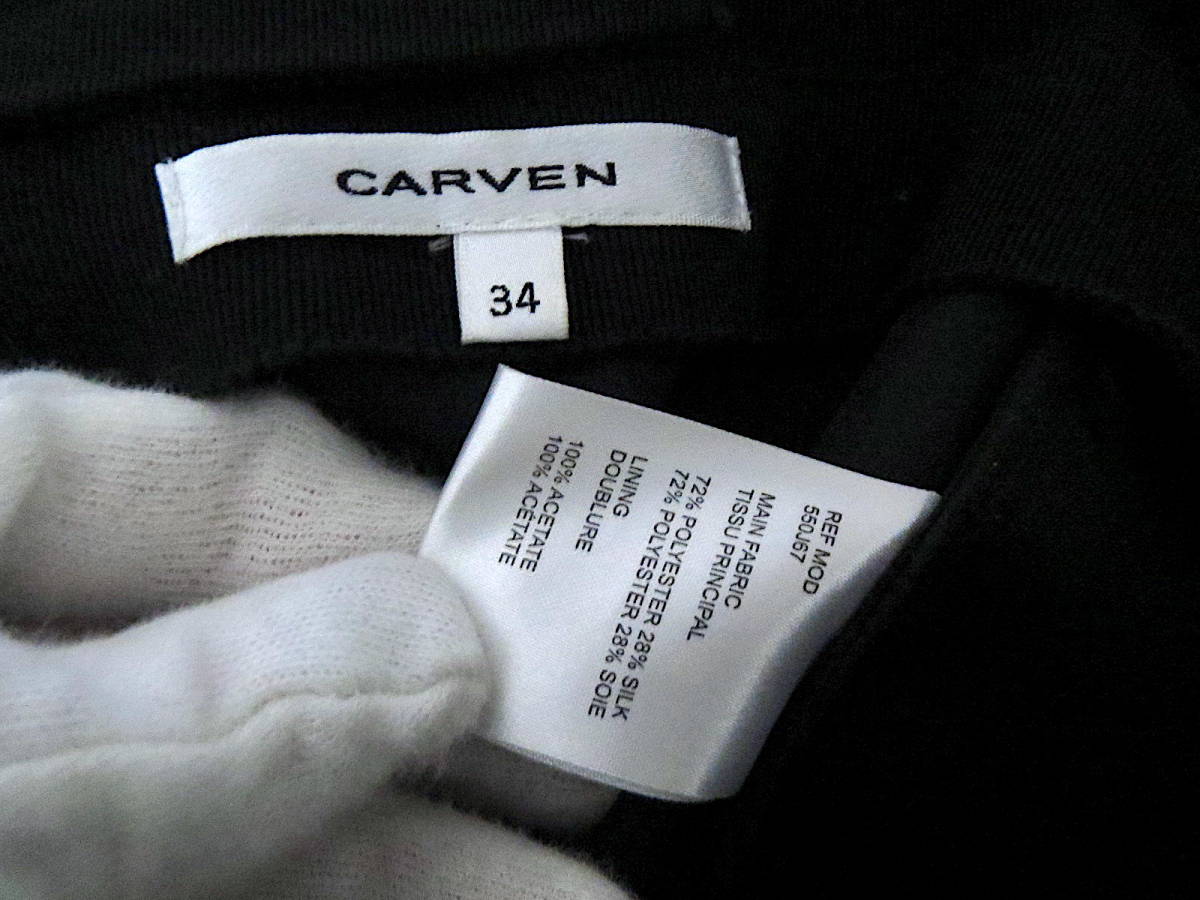 CARVEN
34
REF MOD
550J67
MAIN FABRIC
TISSU PRINCIPAL
72% POLYESTER 28% SILK
72% POLYESTER 28% SOIE
LINING
DOUBLURE
100% ACETATE
100% ACÉTATE